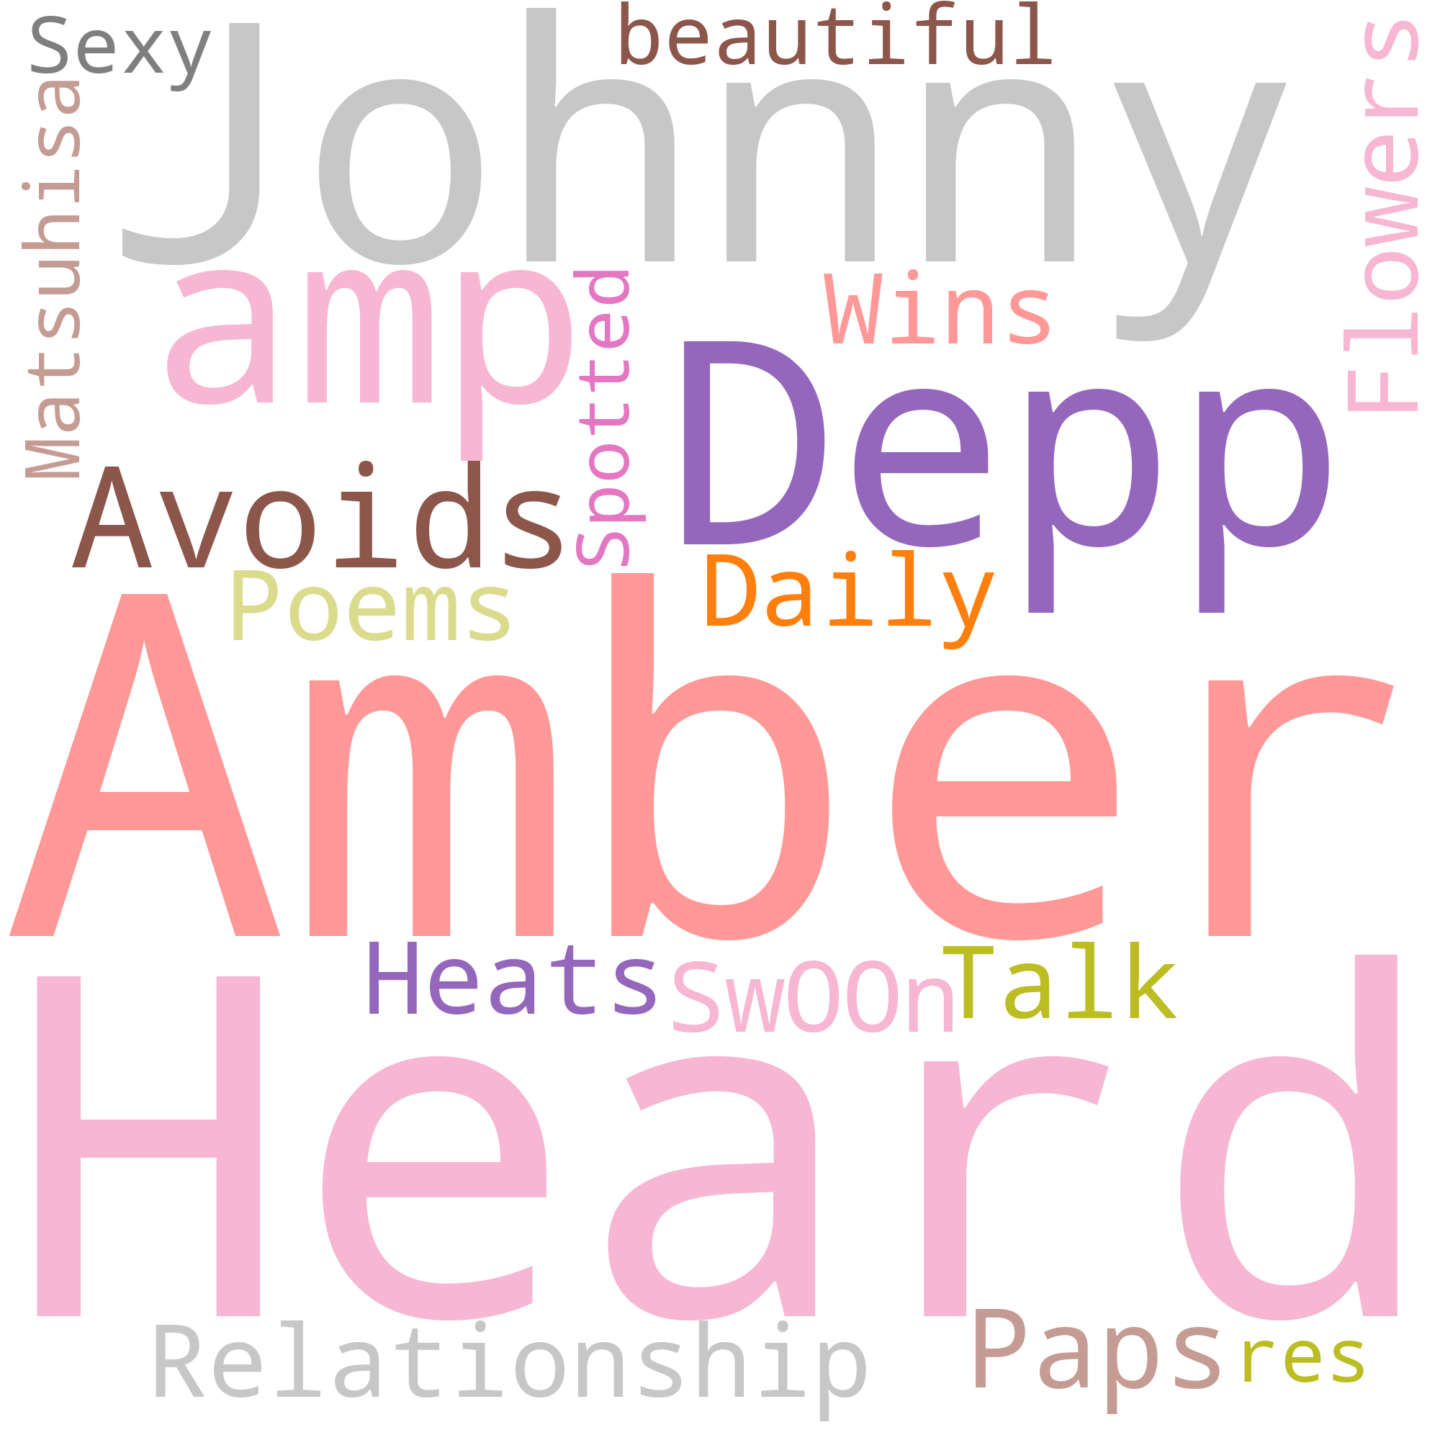 Sexy
beautiful
Johnny
Flowers
Matsuhisa
amp
Spotted
Wins
Depp
Avoids
Poems
Daily
Amber
Heats
SwOOn
Talk
Heard
Relationship
Paps
res